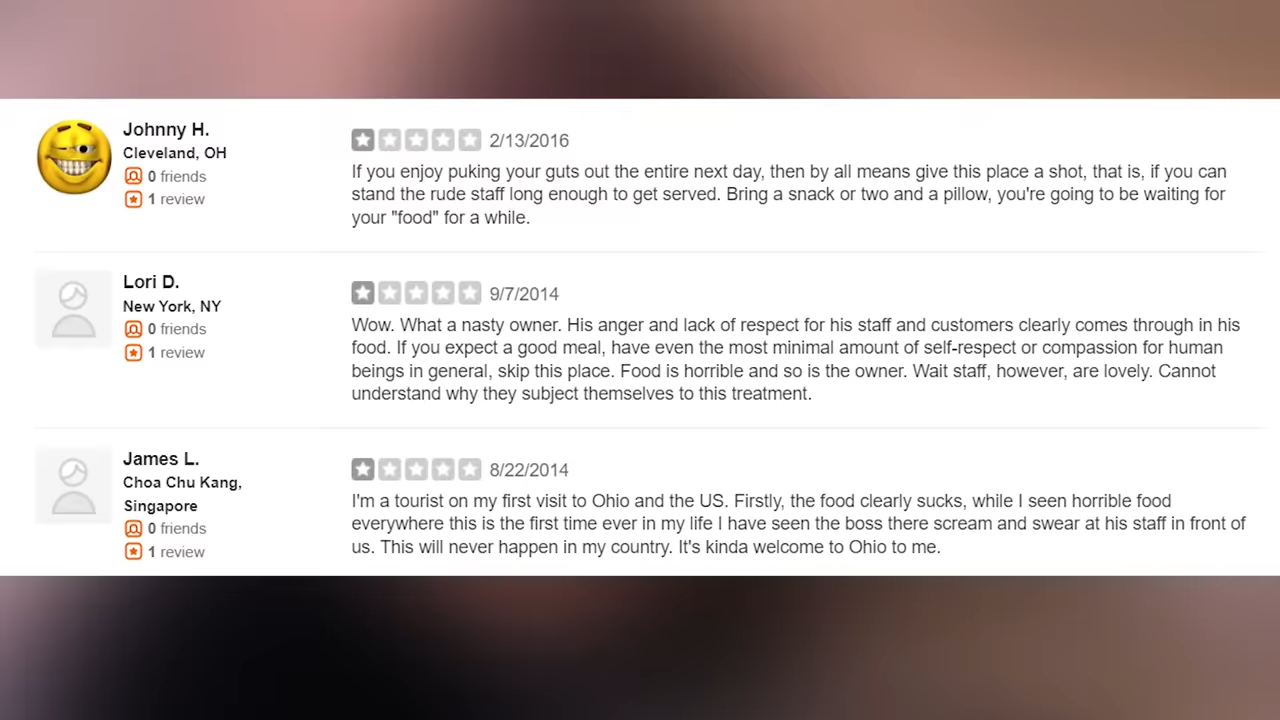 Johnny H.
Cleveland, OH
0 friends
1 review
2/13/2016
If you enjoy puking your guts out the entire next day, then by all means give this place a shot, that is, if you can
stand the rude staff long enough to get served. Bring a snack or two and a pillow, you're going to be waiting for
your "food" for a while.
Lori D.
New York, NY
0 friends
1 review
9/7/2014
Wow. What a nasty owner. His anger and lack of respect for his staff and customers clearly comes through in his
food. If you expect a good meal, have even the most minimal amount of self-respect or compassion for human
beings in general, skip this place. Food is horrible and so is the owner. Wait staff, however, are lovely. Cannot
understand why they subject themselves to this treatment.
James L.
Choa Chu Kang,
Singapore
0 friends
1 review
8/22/2014
I'm a tourist on my first visit to Ohio and the US. Firstly, the food clearly sucks, while I seen horrible food
everywhere this is the first time ever in my life I have seen the boss there scream and swear at his staff in front of
us. This will never happen in my country. It's kinda welcome to Ohio to me.